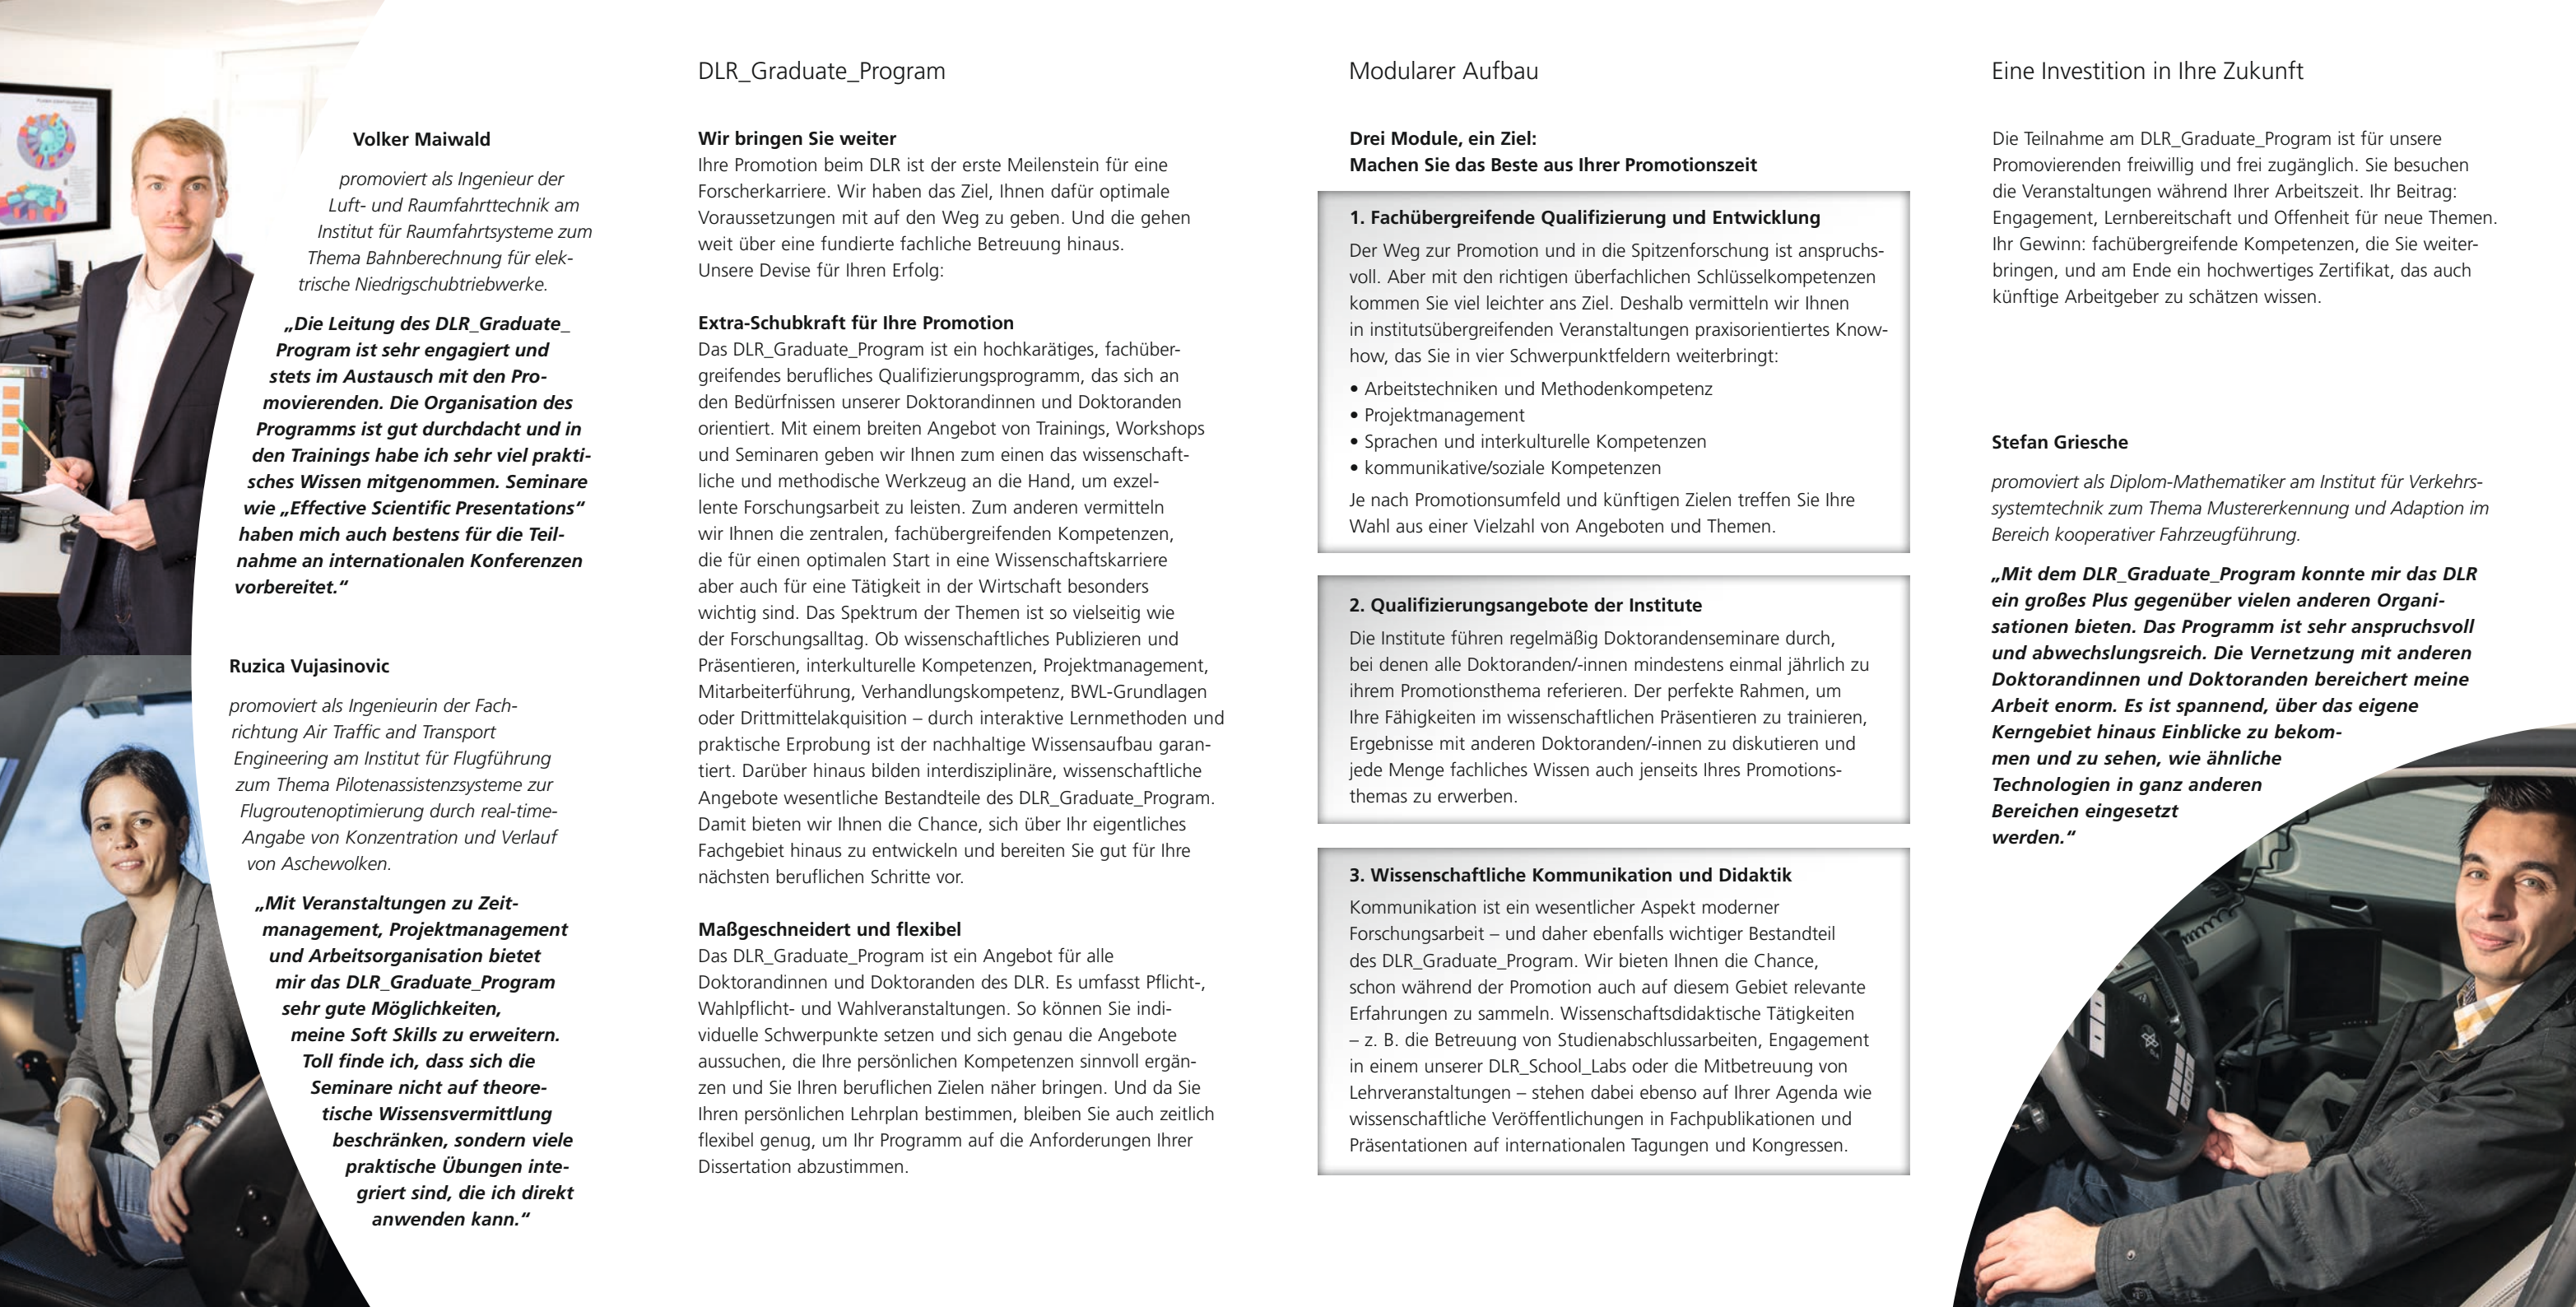 Volker Maiwald
promoviert als Ingenieur der
Luft- und Raumfahrttechnik am
Institut für Raumfahrtsysteme zum
Thema Bahnberechnung für elek-
trische Niedrigschubtriebwerke.
„Die Leitung des DLR_Graduate_
Program ist sehr engagiert und
stets im Austausch mit den Pro-
movierenden. Die Organisation des
Programms ist gut durchdacht und in
den Trainings habe ich sehr viel prakti-
sches Wissen mitgenommen. Seminare
wie „Effective Scientific Presentations“
haben mich auch bestens für die Teil-
nahme an internationalen Konferenzen
vorbereitet.“
Ruzica Vujasinovic
promoviert als Ingenieurin der Fach-
richtung Air Traffic and Transport
Engineering am Institut für Flugführung
zum Thema Pilotenassistenzsysteme zur
Flugroutenoptimierung durch real-time-
Angabe von Konzentration und Verlauf
von Aschewolken.
„Mit Veranstaltungen zu Zeit-
management, Projektmanagement
und Arbeitsorganisation bietet
mir das DLR_Graduate_Program
sehr gute Möglichkeiten,
meine Soft Skills zu erweitern.
Toll finde ich, dass sich die
Seminare nicht auf theore-
tische Wissensvermittlung
beschränken, sondern viele
praktische Übungen inte-
griert sind, die ich direkt
anwenden kann.“
DLR_Graduate_Program
Wir bringen Sie weiter
Ihre Promotion beim DLR ist der erste Meilenstein für eine
Forscherkarriere. Wir haben das Ziel, Ihnen dafür optimale
Voraussetzungen mit auf den Weg zu geben. Und die gehen
weit über eine fundierte fachliche Betreuung hinaus.
Unsere Devise für Ihren Erfolg:
Extra-Schubkraft für Ihre Promotion
Das DLR_Graduate_Program ist ein hochkarätiges, fachüber-
greifendes berufliches Qualifizierungsprogramm, das sich an
den Bedürfnissen unserer Doktorandinnen und Doktoranden
orientiert. Mit einem breiten Angebot von Trainings, Workshops
und Seminaren geben wir Ihnen zum einen das wissenschaft-
liche und methodische Werkzeug an die Hand, um exzel-
lente Forschungsarbeit zu leisten. Zum anderen vermitteln
wir Ihnen die zentralen, fachübergreifenden Kompetenzen,
die für einen optimalen Start in eine Wissenschaftskarriere
aber auch für eine Tätigkeit in der Wirtschaft besonders
wichtig sind. Das Spektrum der Themen ist so vielseitig wie
der Forschungsalltag. Ob wissenschaftliches Publizieren und
Präsentieren, interkulturelle Kompetenzen, Projektmanagement,
Mitarbeiterführung, Verhandlungskompetenz, BWL-Grundlagen
oder Drittmittelakquisition – durch interaktive Lernmethoden und
praktische Erprobung ist der nachhaltige Wissensaufbau garan-
tiert. Darüber hinaus bilden interdisziplinäre, wissenschaftliche
Angebote wesentliche Bestandteile des DLR_Graduate_Program.
Damit bieten wir Ihnen die Chance, sich über Ihr eigentliches
Fachgebiet hinaus zu entwickeln und bereiten Sie gut für Ihre
nächsten beruflichen Schritte vor.
Maßgeschneidert und flexibel
Das DLR_Graduate_Program ist ein Angebot für alle
Doktorandinnen und Doktoranden des DLR. Es umfasst Pflicht-,
Wahlpflicht- und Wahlveranstaltungen. So können Sie indi-
viduelle Schwerpunkte setzen und sich genau die Angebote
aussuchen, die Ihre persönlichen Kompetenzen sinnvoll ergän-
zen und Sie Ihren beruflichen Zielen näher bringen. Und da Sie
Ihren persönlichen Lehrplan bestimmen, bleiben Sie auch zeitlich
flexibel genug, um Ihr Programm auf die Anforderungen Ihrer
Dissertation abzustimmen.
Modularer Aufbau
Drei Module, ein Ziel:
Machen Sie das Beste aus Ihrer Promotionszeit
1. Fachübergreifende Qualifizierung und Entwicklung
Der Weg zur Promotion und in die Spitzenforschung ist anspruchs-
voll. Aber mit den richtigen überfachlichen Schlüsselkompetenzen
kommen Sie viel leichter ans Ziel. Deshalb vermitteln wir Ihnen
in institutsübergreifenden Veranstaltungen praxisorientiertes Know-
how, das Sie in vier Schwerpunktfeldern weiterbringt:
• Arbeitstechniken und Methodenkompetenz
• Projektmanagement
• Sprachen und interkulturelle Kompetenzen
• kommunikative/soziale Kompetenzen
Je nach Promotionsumfeld und künftigen Zielen treffen Sie Ihre
Wahl aus einer Vielzahl von Angeboten und Themen.
2. Qualifizierungsangebote der Institute
Die Institute führen regelmäßig Doktorandenseminare durch,
bei denen alle Doktoranden/-innen mindestens einmal jährlich zu
ihrem Promotionsthema referieren. Der perfekte Rahmen, um
Ihre Fähigkeiten im wissenschaftlichen Präsentieren zu trainieren,
Ergebnisse mit anderen Doktoranden/-innen zu diskutieren und
jede Menge fachliches Wissen auch jenseits Ihres Promotions-
themas zu erwerben.
3. Wissenschaftliche Kommunikation und Didaktik
Kommunikation ist ein wesentlicher Aspekt moderner
Forschungsarbeit – und daher ebenfalls wichtiger Bestandteil
des DLR_Graduate_Program. Wir bieten Ihnen die Chance,
schon während der Promotion auch auf diesem Gebiet relevante
Erfahrungen zu sammeln. Wissenschaftsdidaktische Tätigkeiten
– z. B. die Betreuung von Studienabschlussarbeiten, Engagement
in einem unserer DLR_School_Labs oder die Mitbetreuung von
Lehrveranstaltungen – stehen dabei ebenso auf Ihrer Agenda wie
wissenschaftliche Veröffentlichungen in Fachpublikationen und
Präsentationen auf internationalen Tagungen und Kongressen.
Eine Investition in Ihre Zukunft
Die Teilnahme am DLR_Graduate_Program ist für unsere
Promovierenden freiwillig und frei zugänglich. Sie besuchen
die Veranstaltungen während Ihrer Arbeitszeit. Ihr Beitrag:
Engagement, Lernbereitschaft und Offenheit für neue Themen.
Ihr Gewinn: fachübergreifende Kompetenzen, die Sie weiter-
bringen, und am Ende ein hochwertiges Zertifikat, das auch
künftige Arbeitgeber zu schätzen wissen.
Stefan Griesche
promoviert als Diplom-Mathematiker am Institut für Verkehrs-
systemtechnik zum Thema Mustererkennung und Adaption im
Bereich kooperativer Fahrzeugführung.
„Mit dem DLR_Graduate_Program konnte mir das DLR
ein großes Plus gegenüber vielen anderen Organi-
sationen bieten. Das Programm ist sehr anspruchsvoll
und abwechslungsreich. Die Vernetzung mit anderen
Doktorandinnen und Doktoranden bereichert meine
Arbeit enorm. Es ist spannend, über das eigene
Kerngebiet hinaus Einblicke zu bekom-
men und zu sehen, wie ähnliche
Technologien in ganz anderen
Bereichen eingesetzt
werden.“